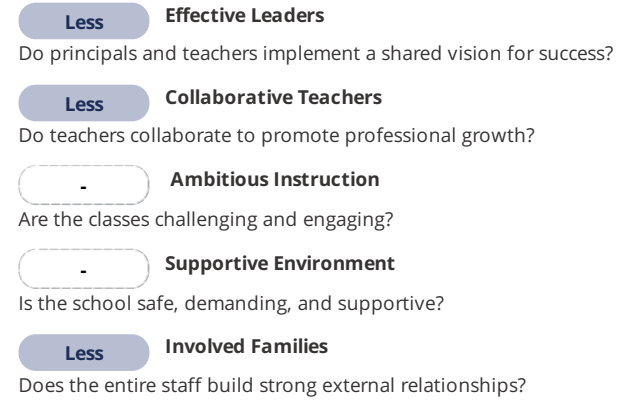 Less Effective Leaders
Do principals and teachers implement a shared vision for success?
Less Collaborative Teachers
Do teachers collaborate to promote professional growth?
- Ambitious Instruction
Are the classes challenging and engaging?
- Supportive Environment
Is the school safe, demanding, and supportive?
Less Involved Families
Does the entire staff build strong external relationships?